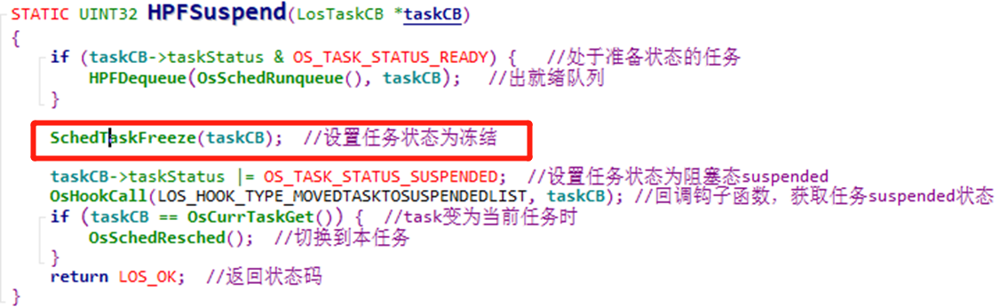 STATIC UINT32 HPFSuspend(LosTaskCB *taskCB)
{
if (taskCB->taskStatus & OS_TASK_STATUS_READY) { //处于准备状态的任务
HPFDequeue(OsSchedRunqueue(), taskCB); //出就绪队列
}
SchedTaskFreeze(taskCB); //设置任务状态为冻结
taskCB->taskStatus |= OS_TASK_STATUS_SUSPENDED; //设置任务状态为阻塞态suspended
OsHookCall(LOS_HOOK_TYPE_MOVEDTASKTOSUSPENDEDLIST, taskCB); //回调钩子函数，获取任务suspended状态
if (taskCB == OsCurrTaskGet()) { //task变为当前任务时
OsSchedResched(); //切换到本任务
}
return LOS_OK; //返回状态码
}